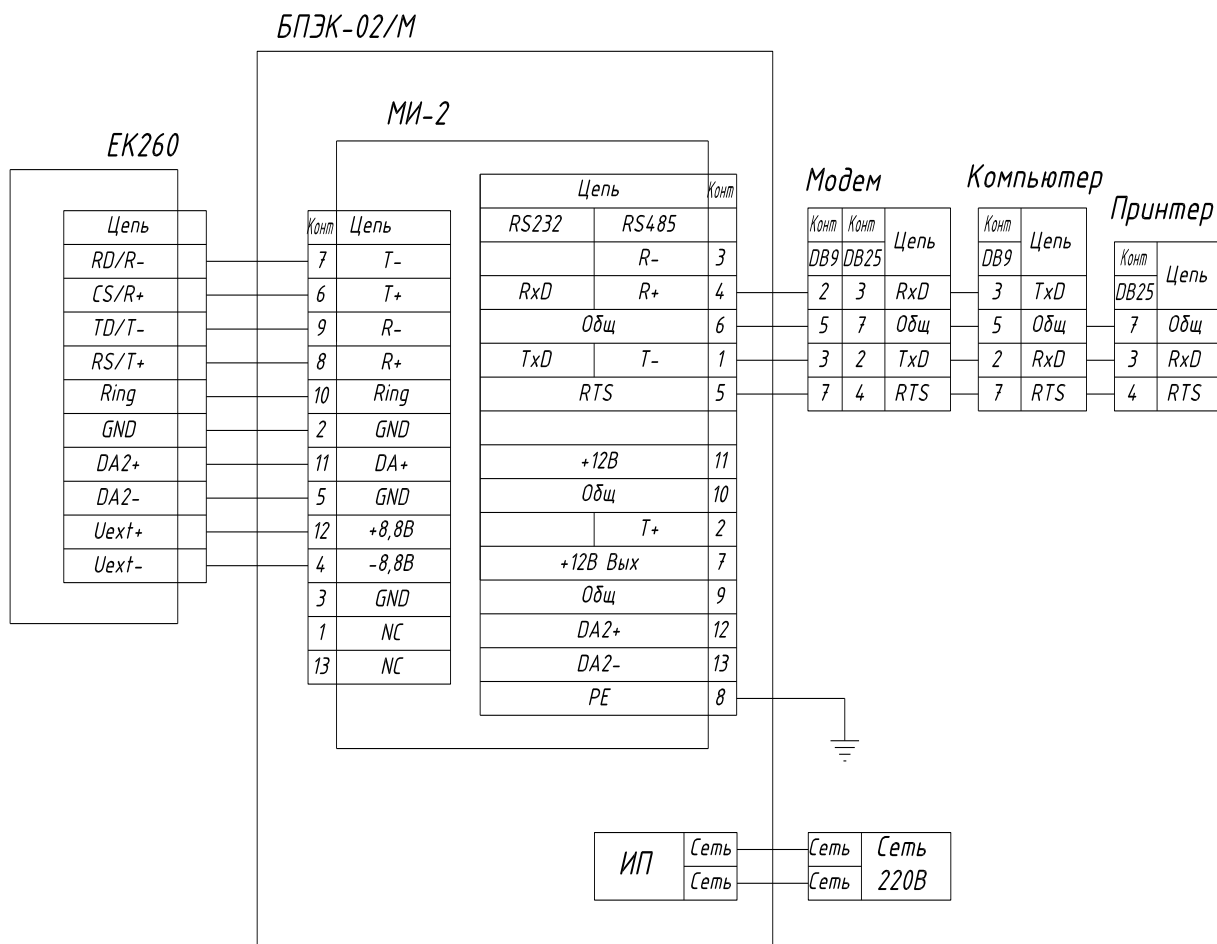 БПЭК-02/М
МИ-2
ЕК260
Цепь
RD/R-
CS/R+
TD/T-
RS/T+
Ring
GND
DA2+
DA2-
Uext+
Uext-
Конт Цепь
7 T-
6 T+
9 R-
8 R+
10 Ring
2 GND
11 DA+
5 GND
12 +8,8В
4 -8,8В
3 GND
1 NC
13 NC
Цепь Конт
RS232 RS485
R- 3
RxD R+ 4
Общ 6
TxD T- 1
RTS 5
+12В 11
Общ 10
T+ 2
+12В Вых 7
Общ 9
DA2+ 12
DA2- 13
PE 8
Модем
Конт Конт Цепь
DB9 DB25
2 3 RxD
5 7 Общ
3 2 TxD
7 4 RTS
Компьютер
Конт Цепь
DB9
3 TxD
5 Общ
2 RxD
7 RTS
Принтер
Конт Цепь
DB25
7 Общ
3 RxD
4 RTS
ИП
Сеть
Сеть
Сеть
Сеть
Сеть
220В